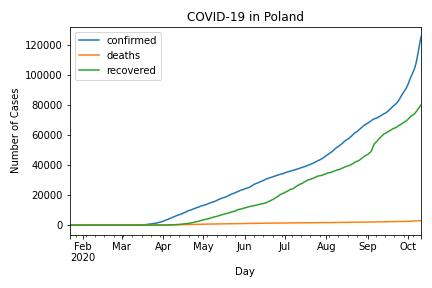 COVID-19 in Poland
confirmed
deaths
recovered
Number of Cases
120000
100000
80000
60000
40000
20000
0
Feb Mar Apr May Jun Jul Aug Sep Oct
2020
Day